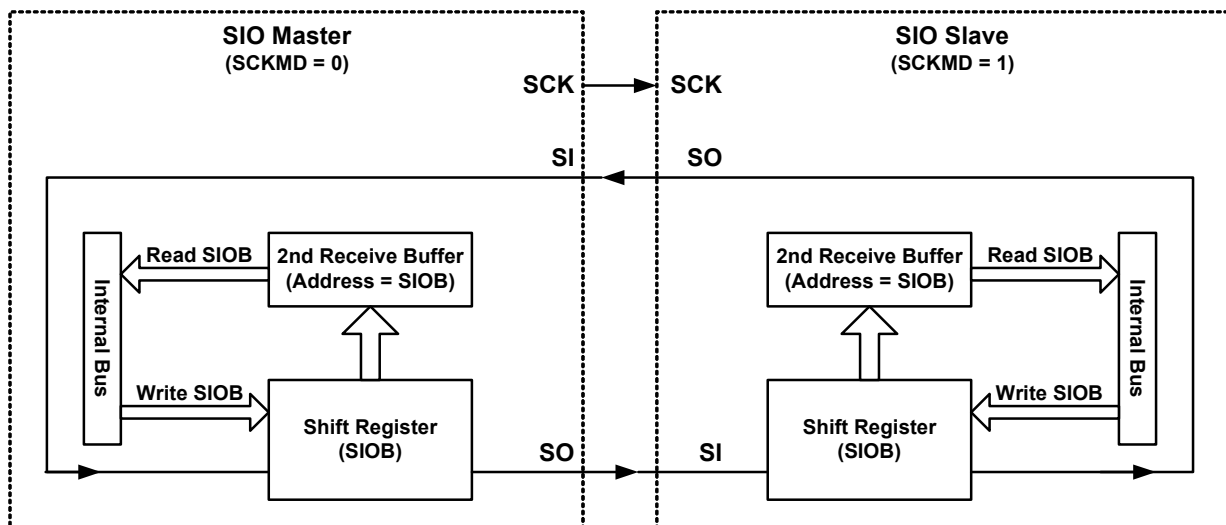 SIO Master
(SCKMD = 0)
SCK
SI
Read SIOB
2nd Receive Buffer
(Address = SIOB)
Internal Bus
Write SIOB
Shift Register
(SIOB)
SO
SIO Slave
(SCKMD = 1)
SCK
SO
2nd Receive Buffer
(Address = SIOB)
Read SIOB
Internal Bus
Write SIOB
Shift Register
(SIOB)
SI